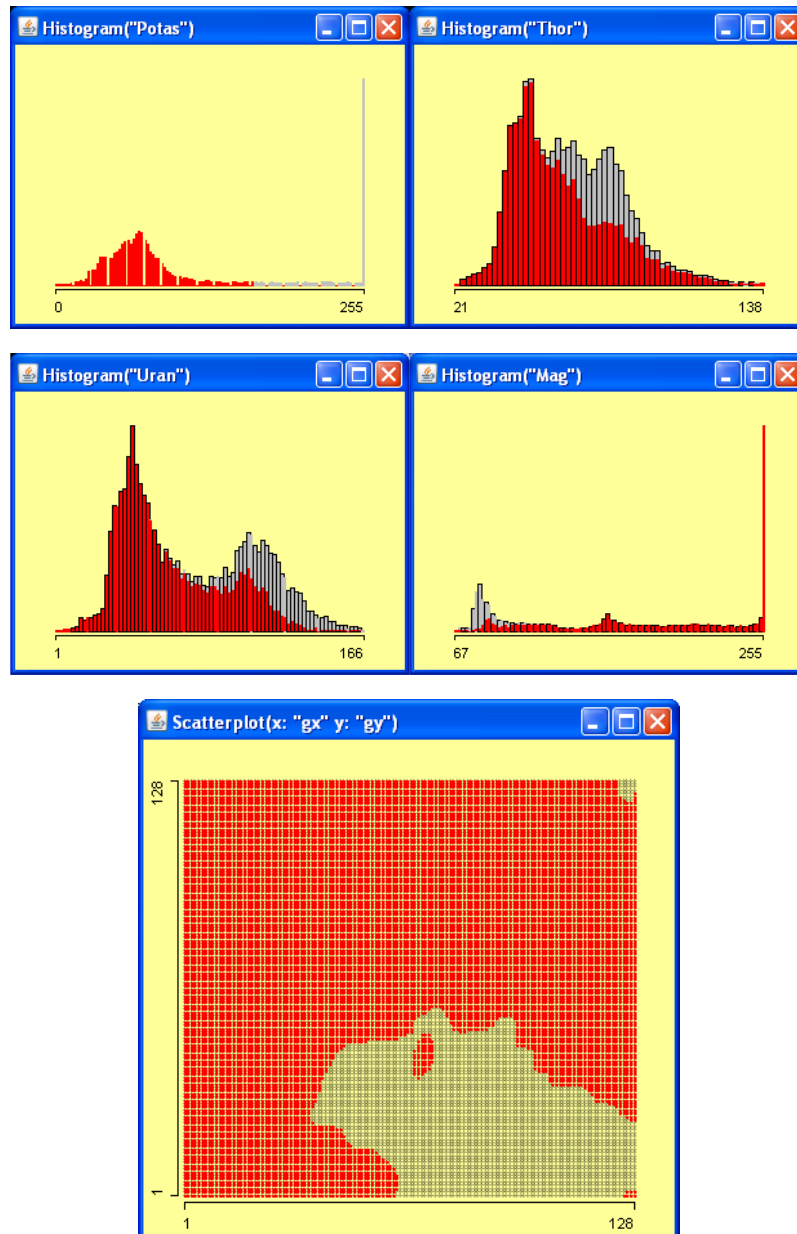 Histogram("Potas")
0 255
Histogram("Thor")
21 138
Histogram("Uran")
1 166
Histogram("Mag")
67 255
Scatterplot(x: "gx" y: "gy")
128
1
1 128